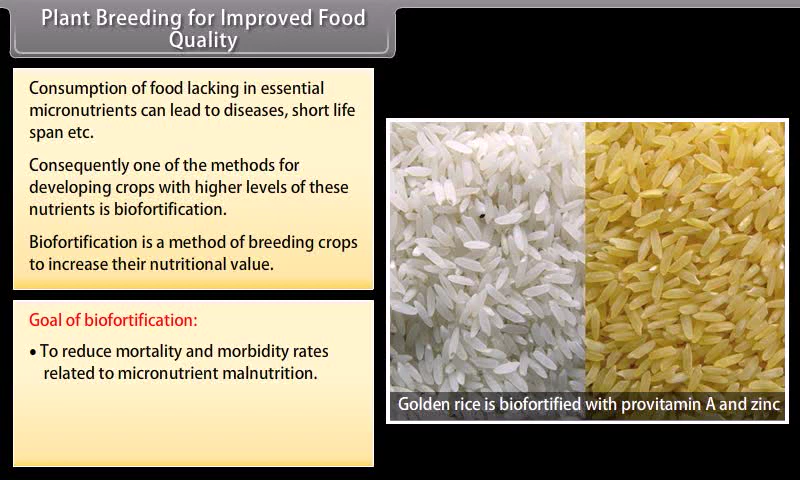 Plant Breeding for Improved Food
Quality
Consumption of food lacking in essential
micronutrients can lead to diseases, short life
span etc.
Consequently one of the methods for
developing crops with higher levels of these
nutrients is biofortification.
Biofortification is a method of breeding crops
to increase their nutritional value.
Goal of biofortification:
• To reduce mortality and morbidity rates
related to micronutrient malnutrition.
Golden rice is biofortified with provitamin A and zinc